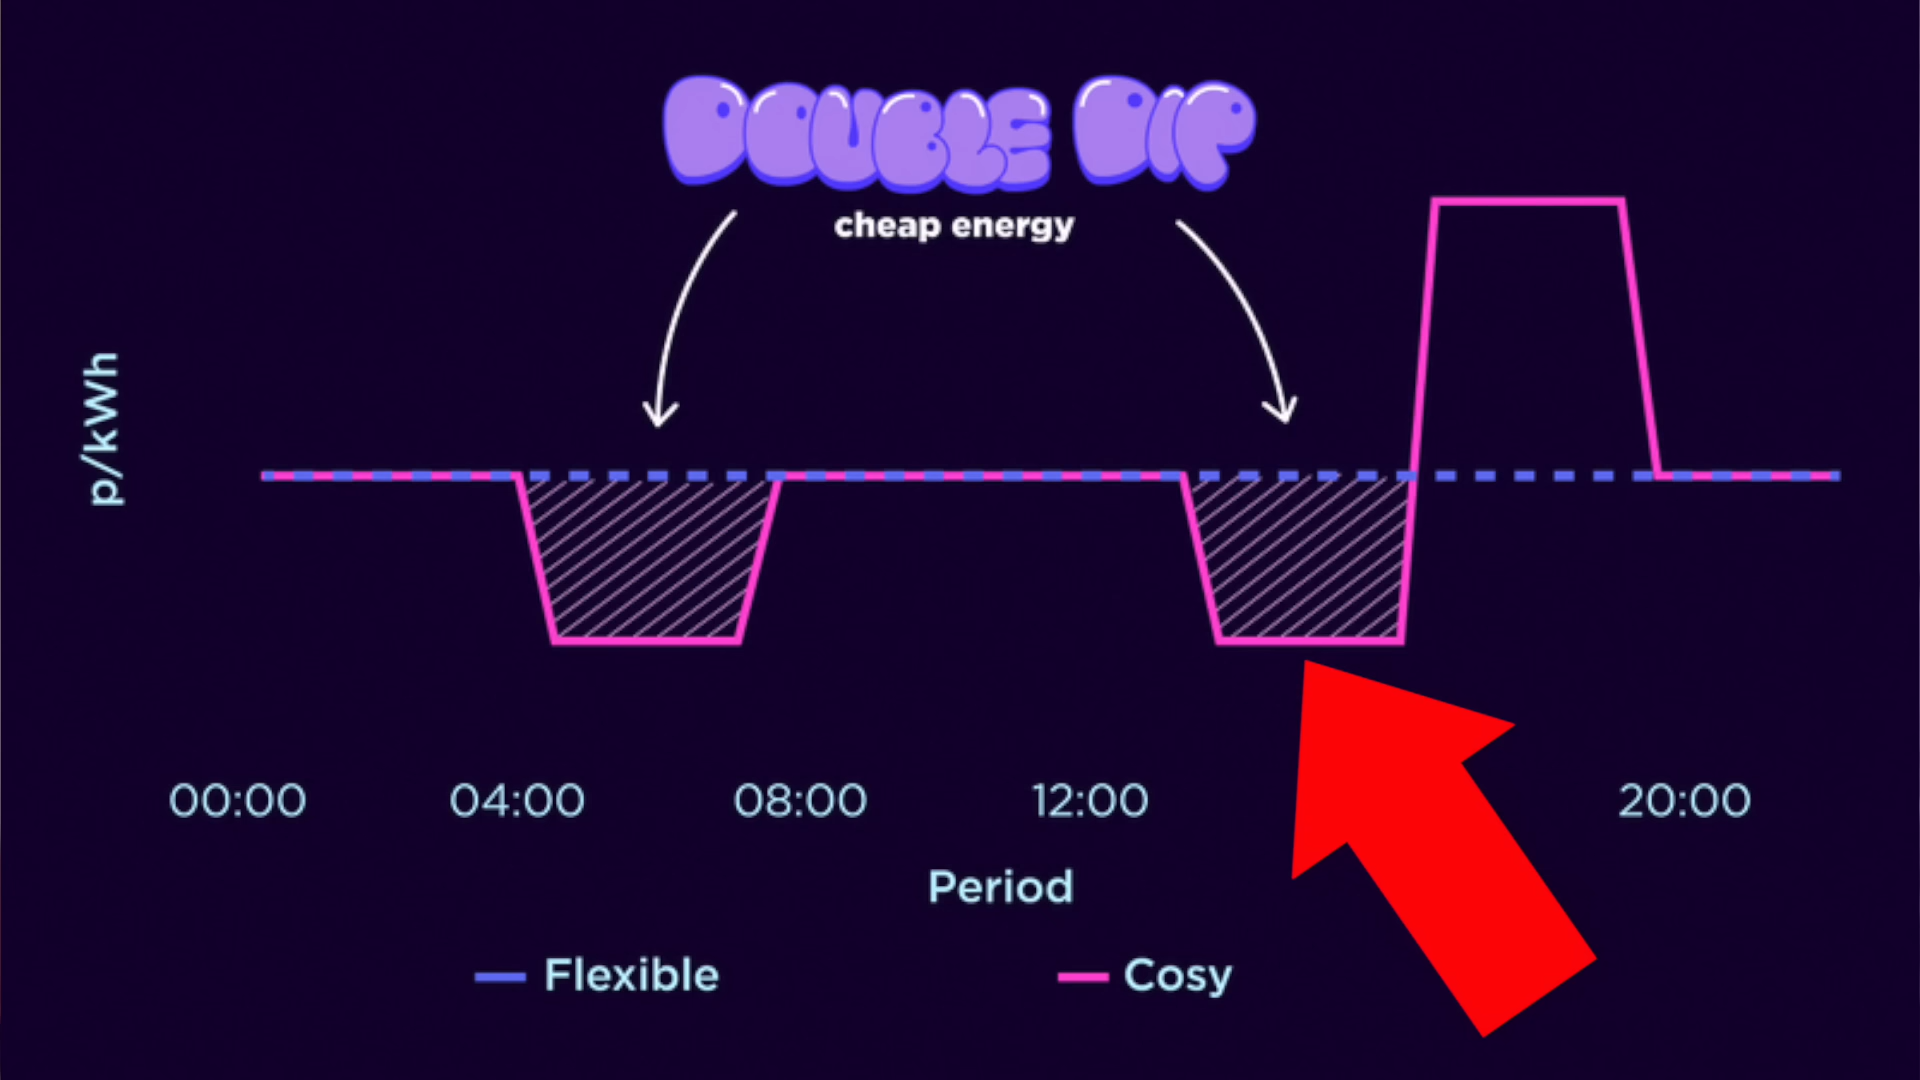 DOUBLE DIP
cheap energy
p/kWh
00:00 04:00 08:00 12:00 20:00
Period
Flexible Cosy